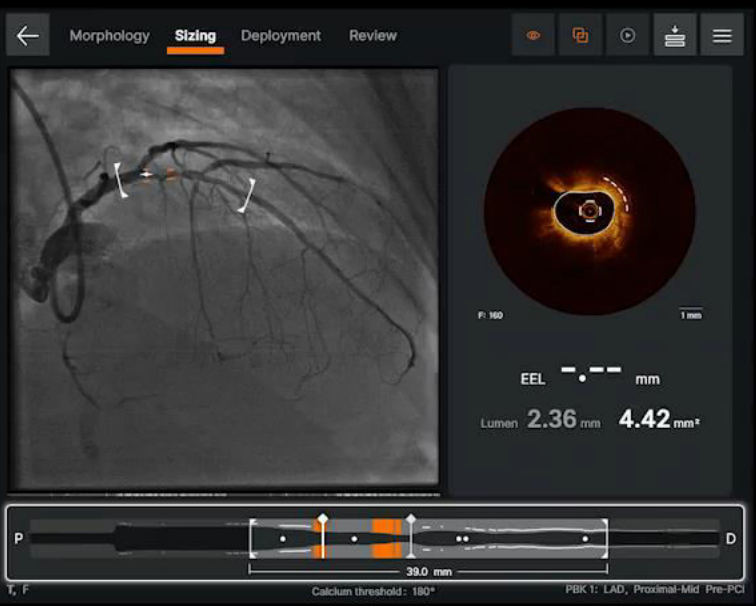 Morphology Sizing Deployment Review
F: 160
1 mm
EEL -.-- mm
Lumen 2.36 mm 4.42 mm²
P
D
39.0 mm
T, F
Calcium threshold: 180°
PBK 1: LAD, Proximal-Mid Pre-PCI